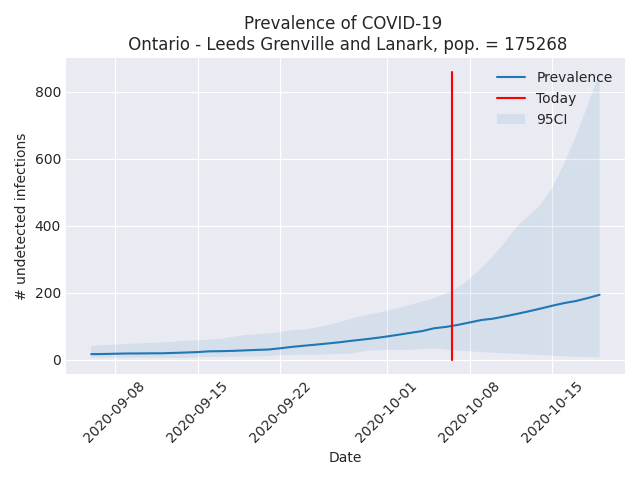 Prevalence of COVID-19
Ontario - Leeds Grenville and Lanark, pop. = 175268
Prevalence
Today
95CI
# undetected infections
800
600
400
200
0
2020-09-08
2020-09-15
2020-09-22
2020-10-01
2020-10-08
2020-10-15
Date